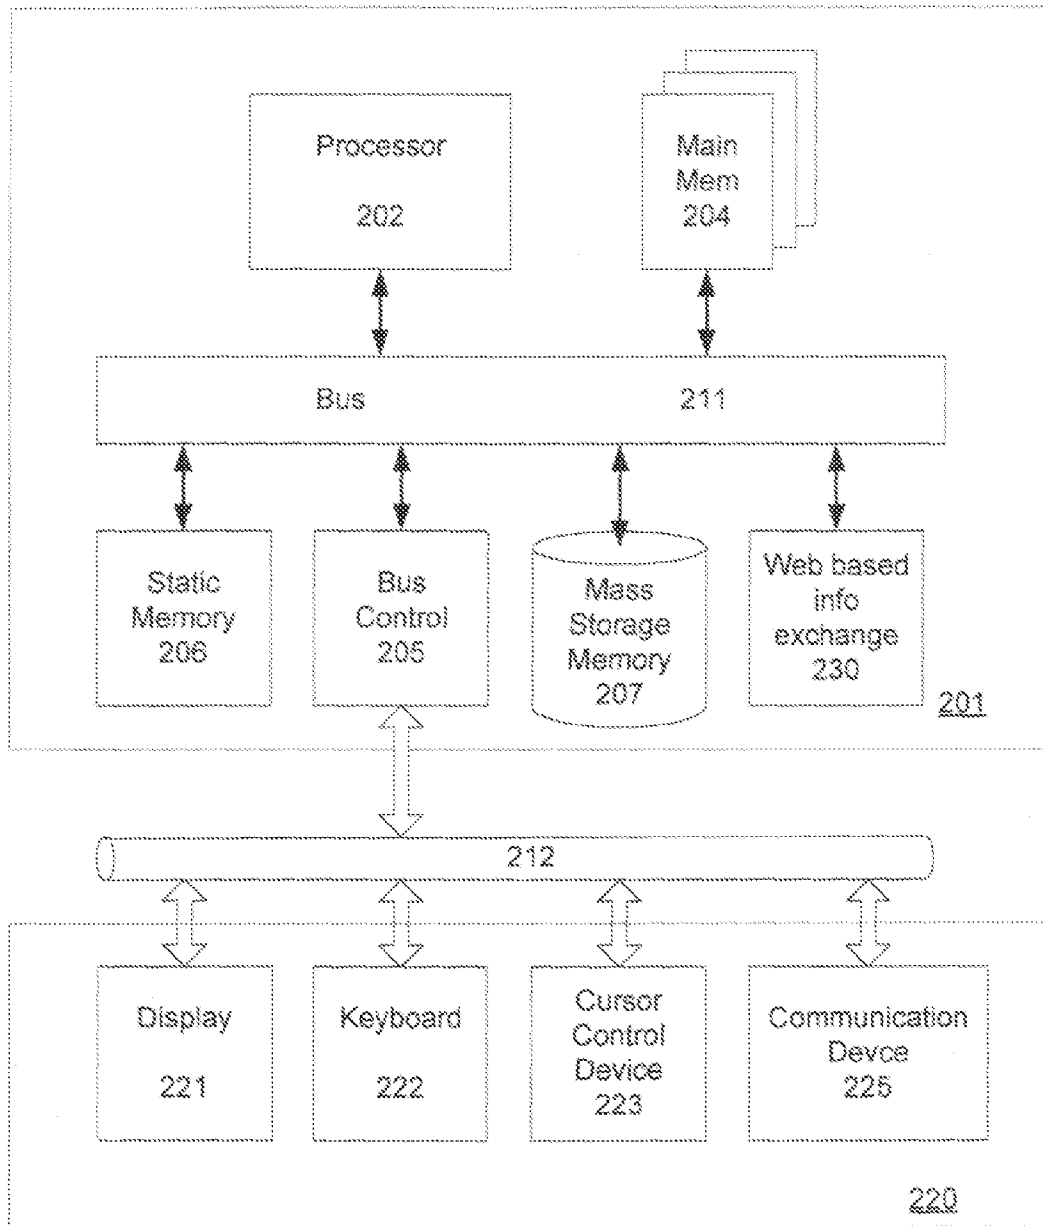 Processor
202
Main
Mem
204
Bus
211
Static
Memory
206
Bus
Control
205
Mass
Storage
Memory
207
Web based
info
exchange
230
201
212
Display
221
Keyboard
222
Cursor
Control
Device
223
Communication
Devce
225
220